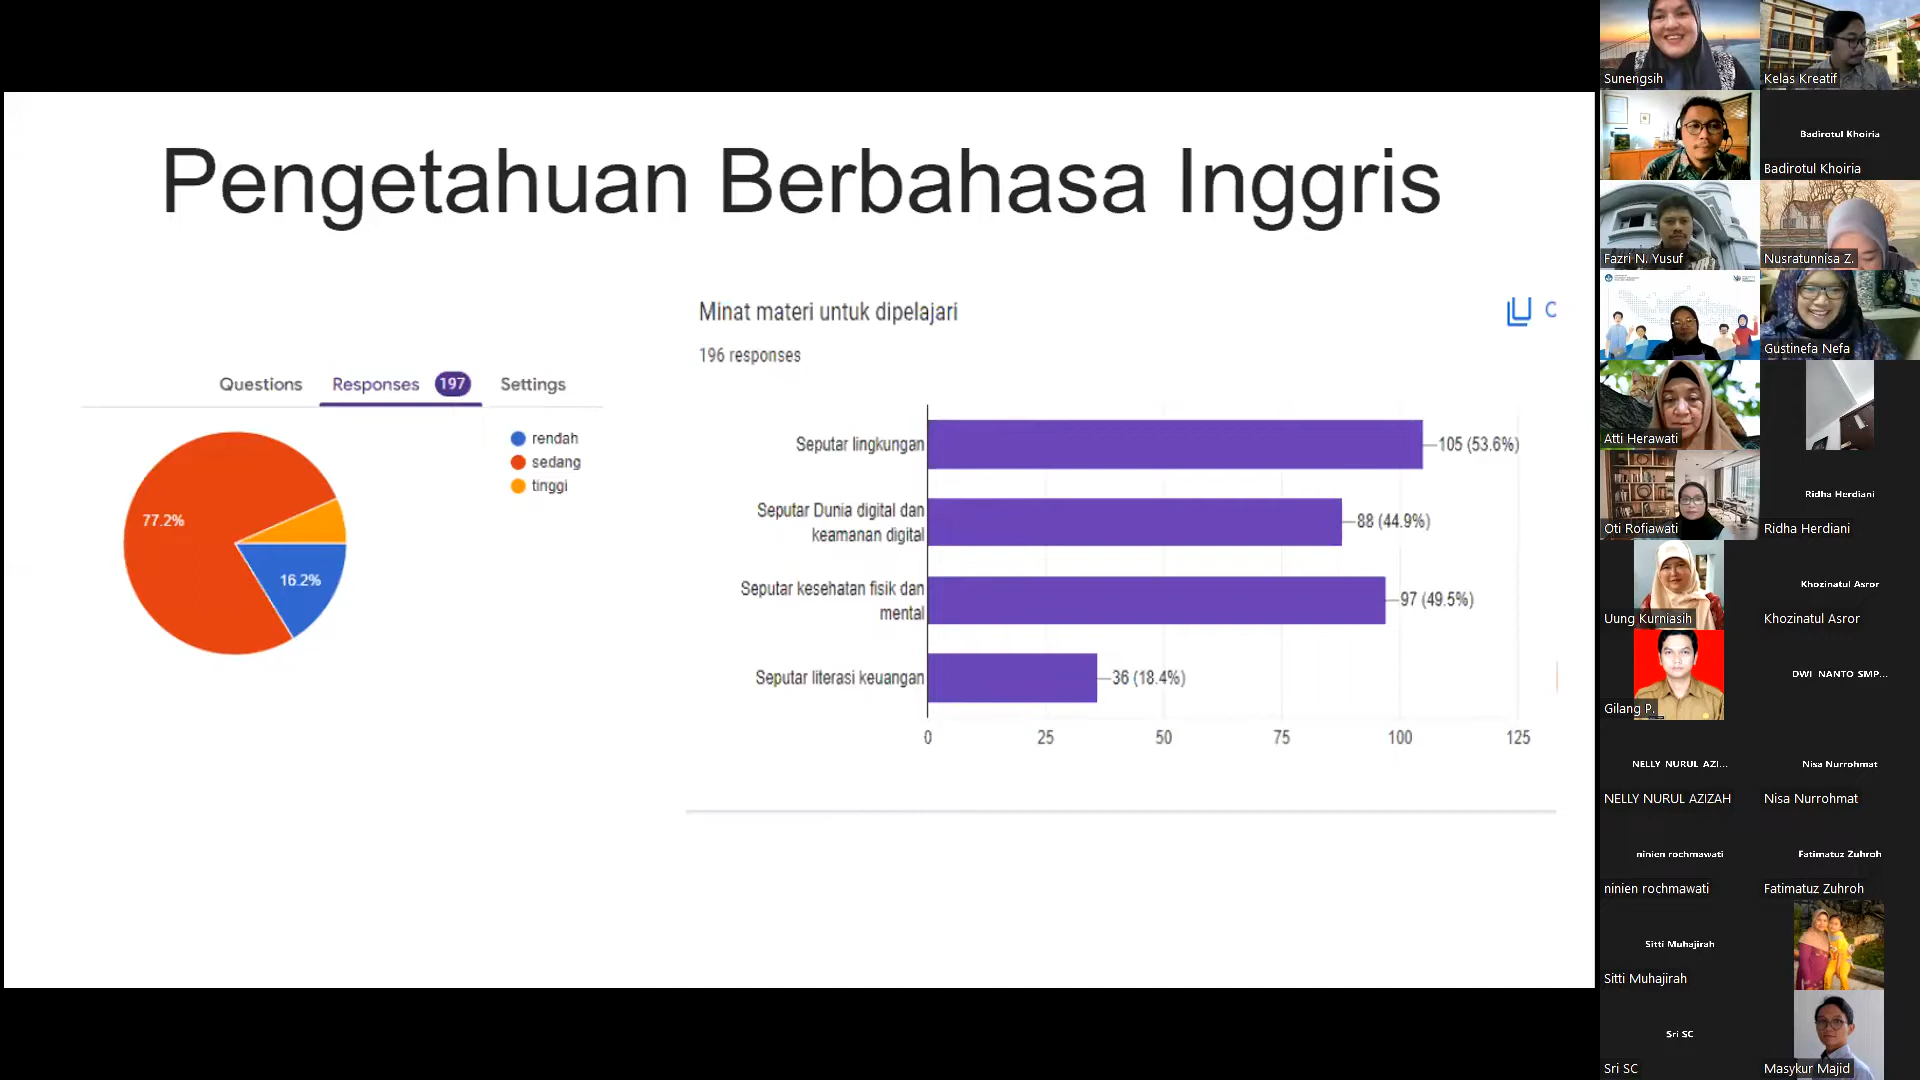 Pengetahuan Berbahasa Inggris
Questions Responses 197 Settings
rendah
sedang
tinggi
77.2%
16.2%
Minat materi untuk dipelajari
C
196 responses
Seputar lingkungan
105 (53.6%)
Seputar Dunia digital dan
keamanan digital
88 (44.9%)
Seputar kesehatan fisik dan
mental
97 (49.5%)
Seputar literasi keuangan
36 (18.4%)
0 25 50 75 100 125
Sunengsih
Kelas Kreatif
Badirotul Khoiria
Badirotul Khoiria
Fazri N. Yusuf
Nusratunnisa Z.
Gustinefa Nefa
Atti Herawati
Oti Rofiawati
Ridha Herdiani
Ridha Herdiani
Uung Kurniasih
Khozinatul Asror
Khozinatul Asror
Gilang P.
DWI NANTO SMP...
NELLY NURUL AZI...
NELLY NURUL AZIZAH
Nisa Nurrohmat
Nisa Nurrohmat
ninien rochmawati
ninien rochmawati
Fatimatuz Zuhroh
Fatimatuz Zuhroh
Sitti Muhajirah
Sitti Muhajirah
Sri SC
Sri SC
Masykur Majid